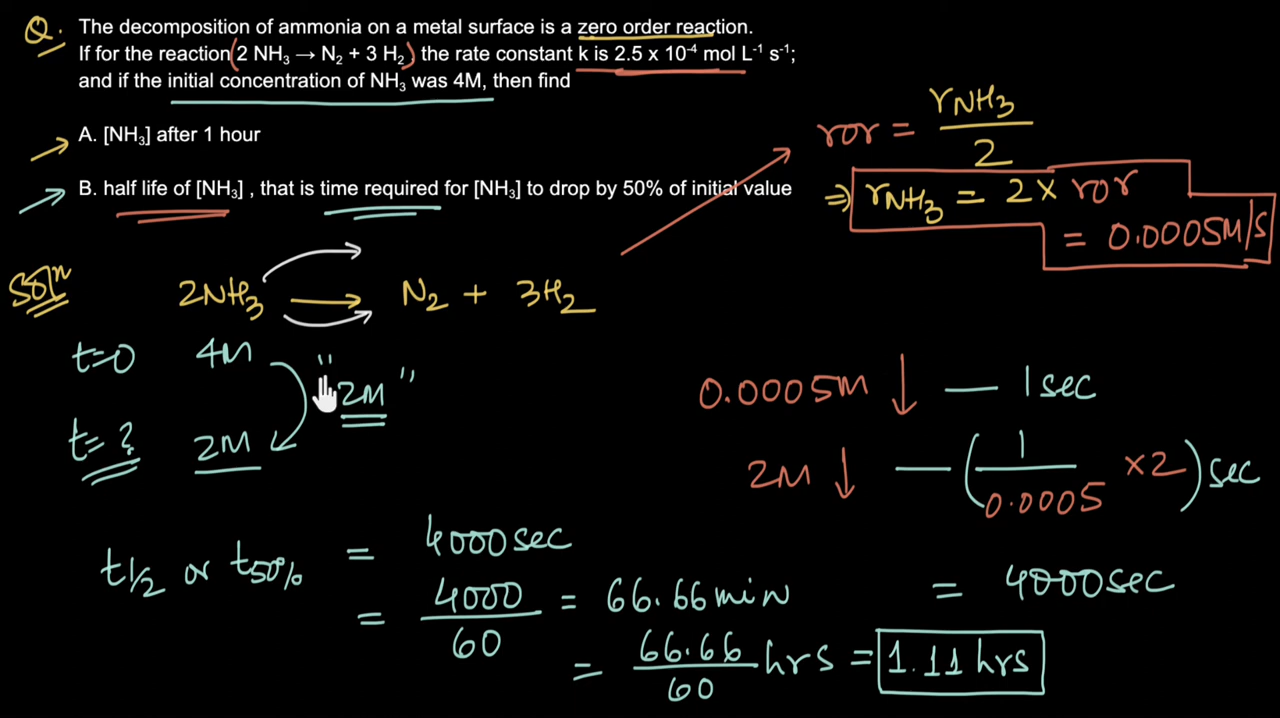 Q. The decomposition of ammonia on a metal surface is a zero order reaction.
If for the reaction(2 NH₃ → N₂ + 3 H₂), the rate constant k is 2.5 x 10⁻⁴ mol L⁻¹ s⁻¹;
and if the initial concentration of NH₃ was 4M, then find
A. [NH₃] after 1 hour
B. half life of [NH₃] , that is time required for [NH₃] to drop by 50% of initial value
ror = rNH₃ / 2
⇒ rNH₃ = 2 × ror
= 0.0005M/s
Solⁿ 2NH₃ → N₂ + 3H₂
t=0 4M
"2M"
t=? 2M
0.0005M ↓ — 1sec
2M ↓ — (1/0.0005 ×2) sec
= 4000sec
t1/2 or t50% = 4000sec
= 4000/60 = 66.66min
= 66.66/60 hrs = 1.11 hrs